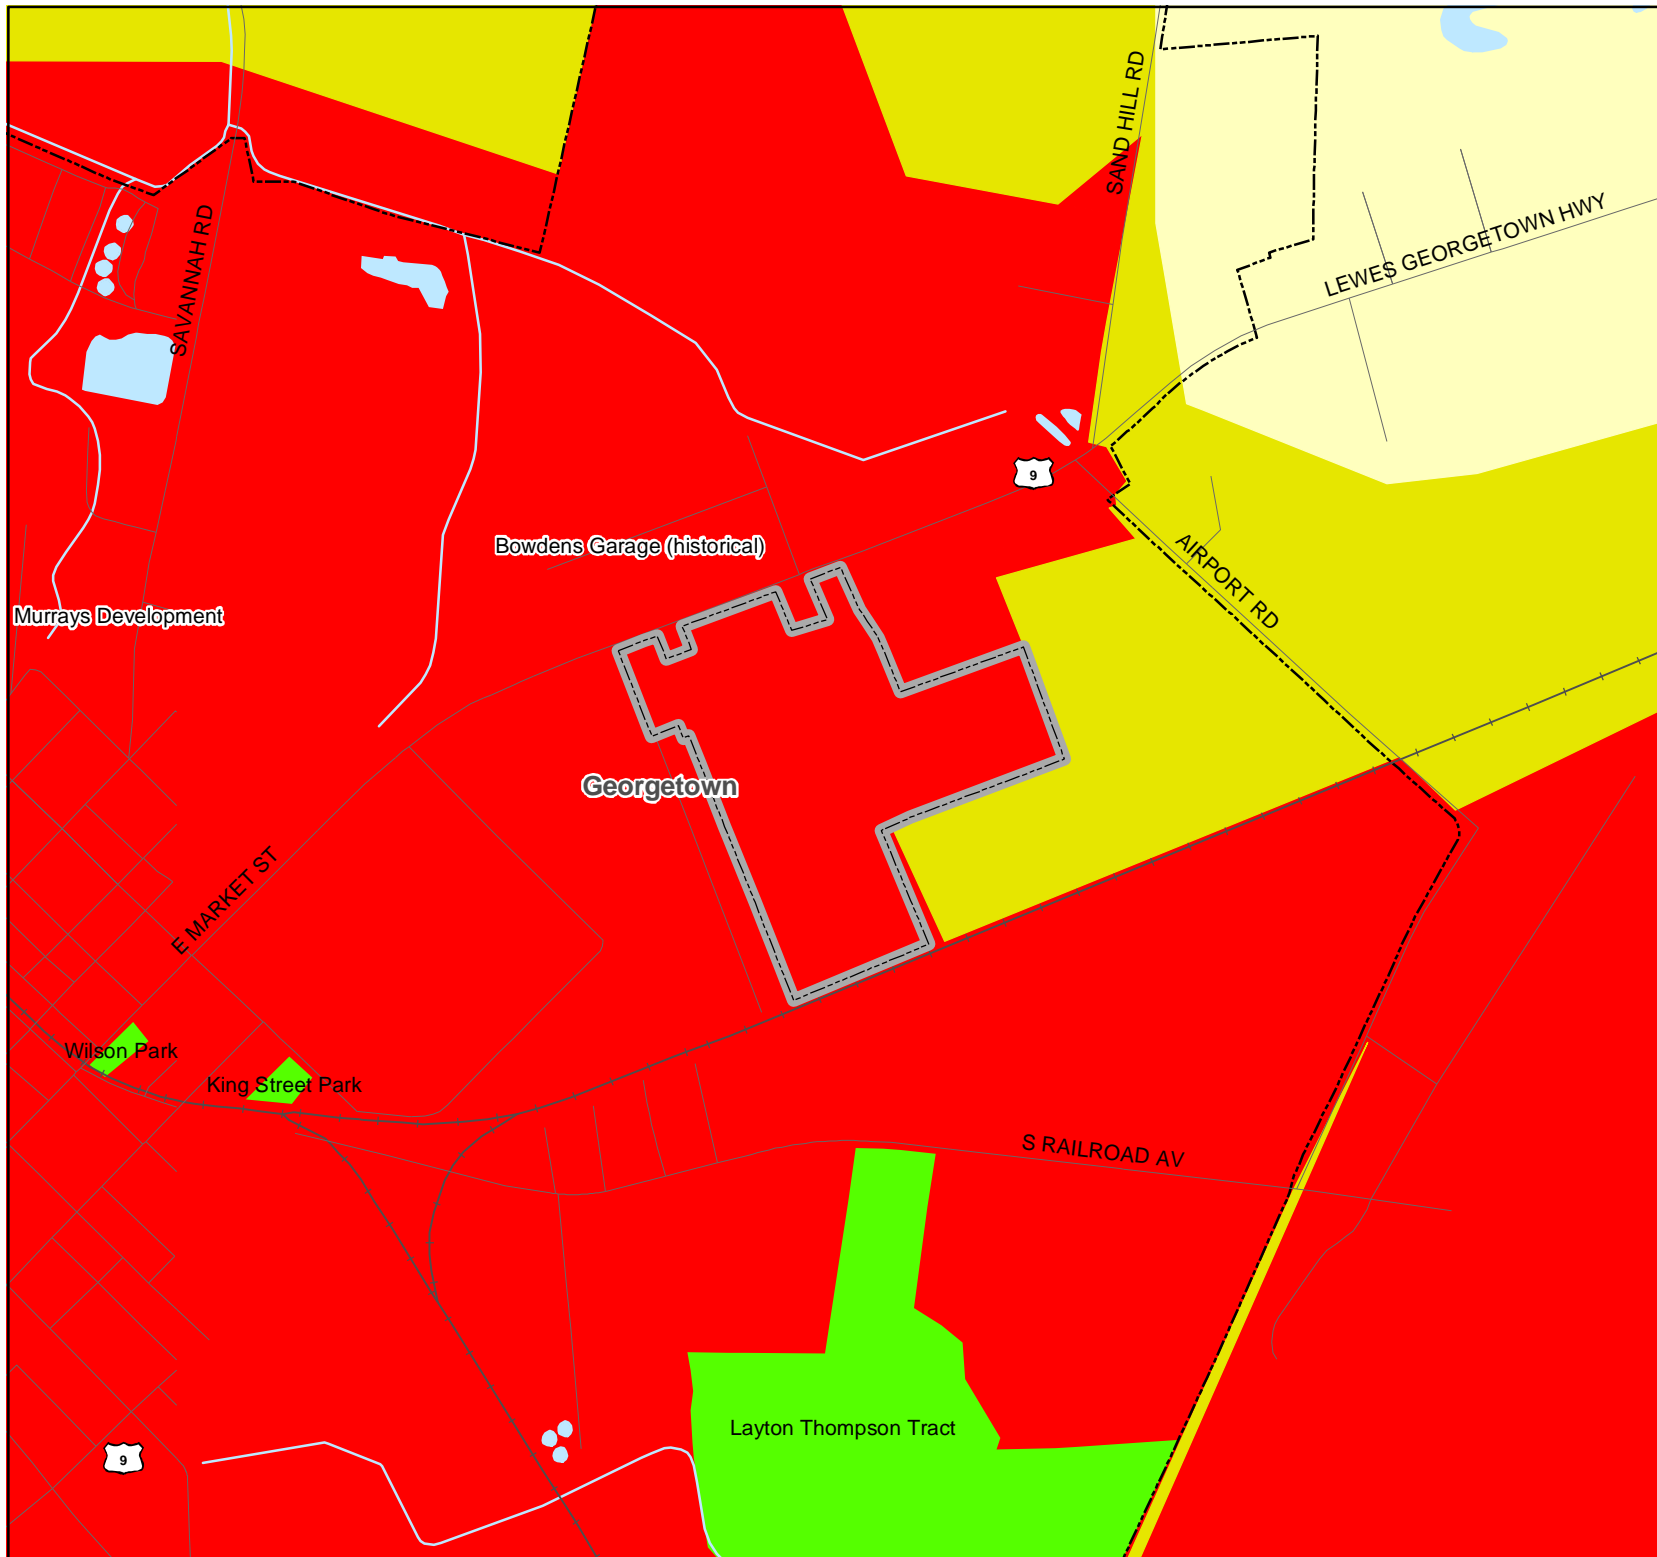 SAND HILL RD
SAVANNAH RD
LEWES GEORGETOWN HWY
9
Bowdens Garage (historical)
AIRPORT RD
Murrays Development
Georgetown
E MARKET ST
Wilson Park
King Street Park
S RAILROAD AV
Layton Thompson Tract
9